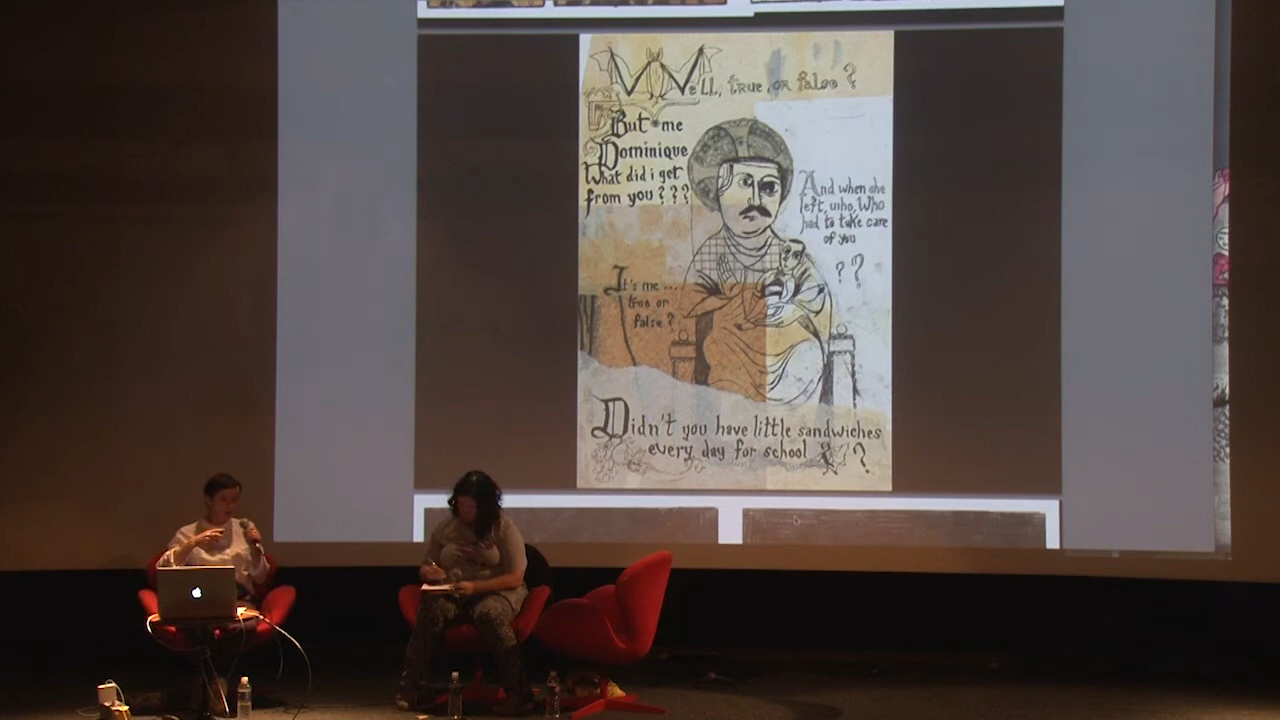 Well, true, or false?
But me
Dominique
What did i get
from you???
And when she
left, who, Who
had to take care
of you
??
It's me ...
true or
false?
Didn't you have little sandwiches
every day for school ?